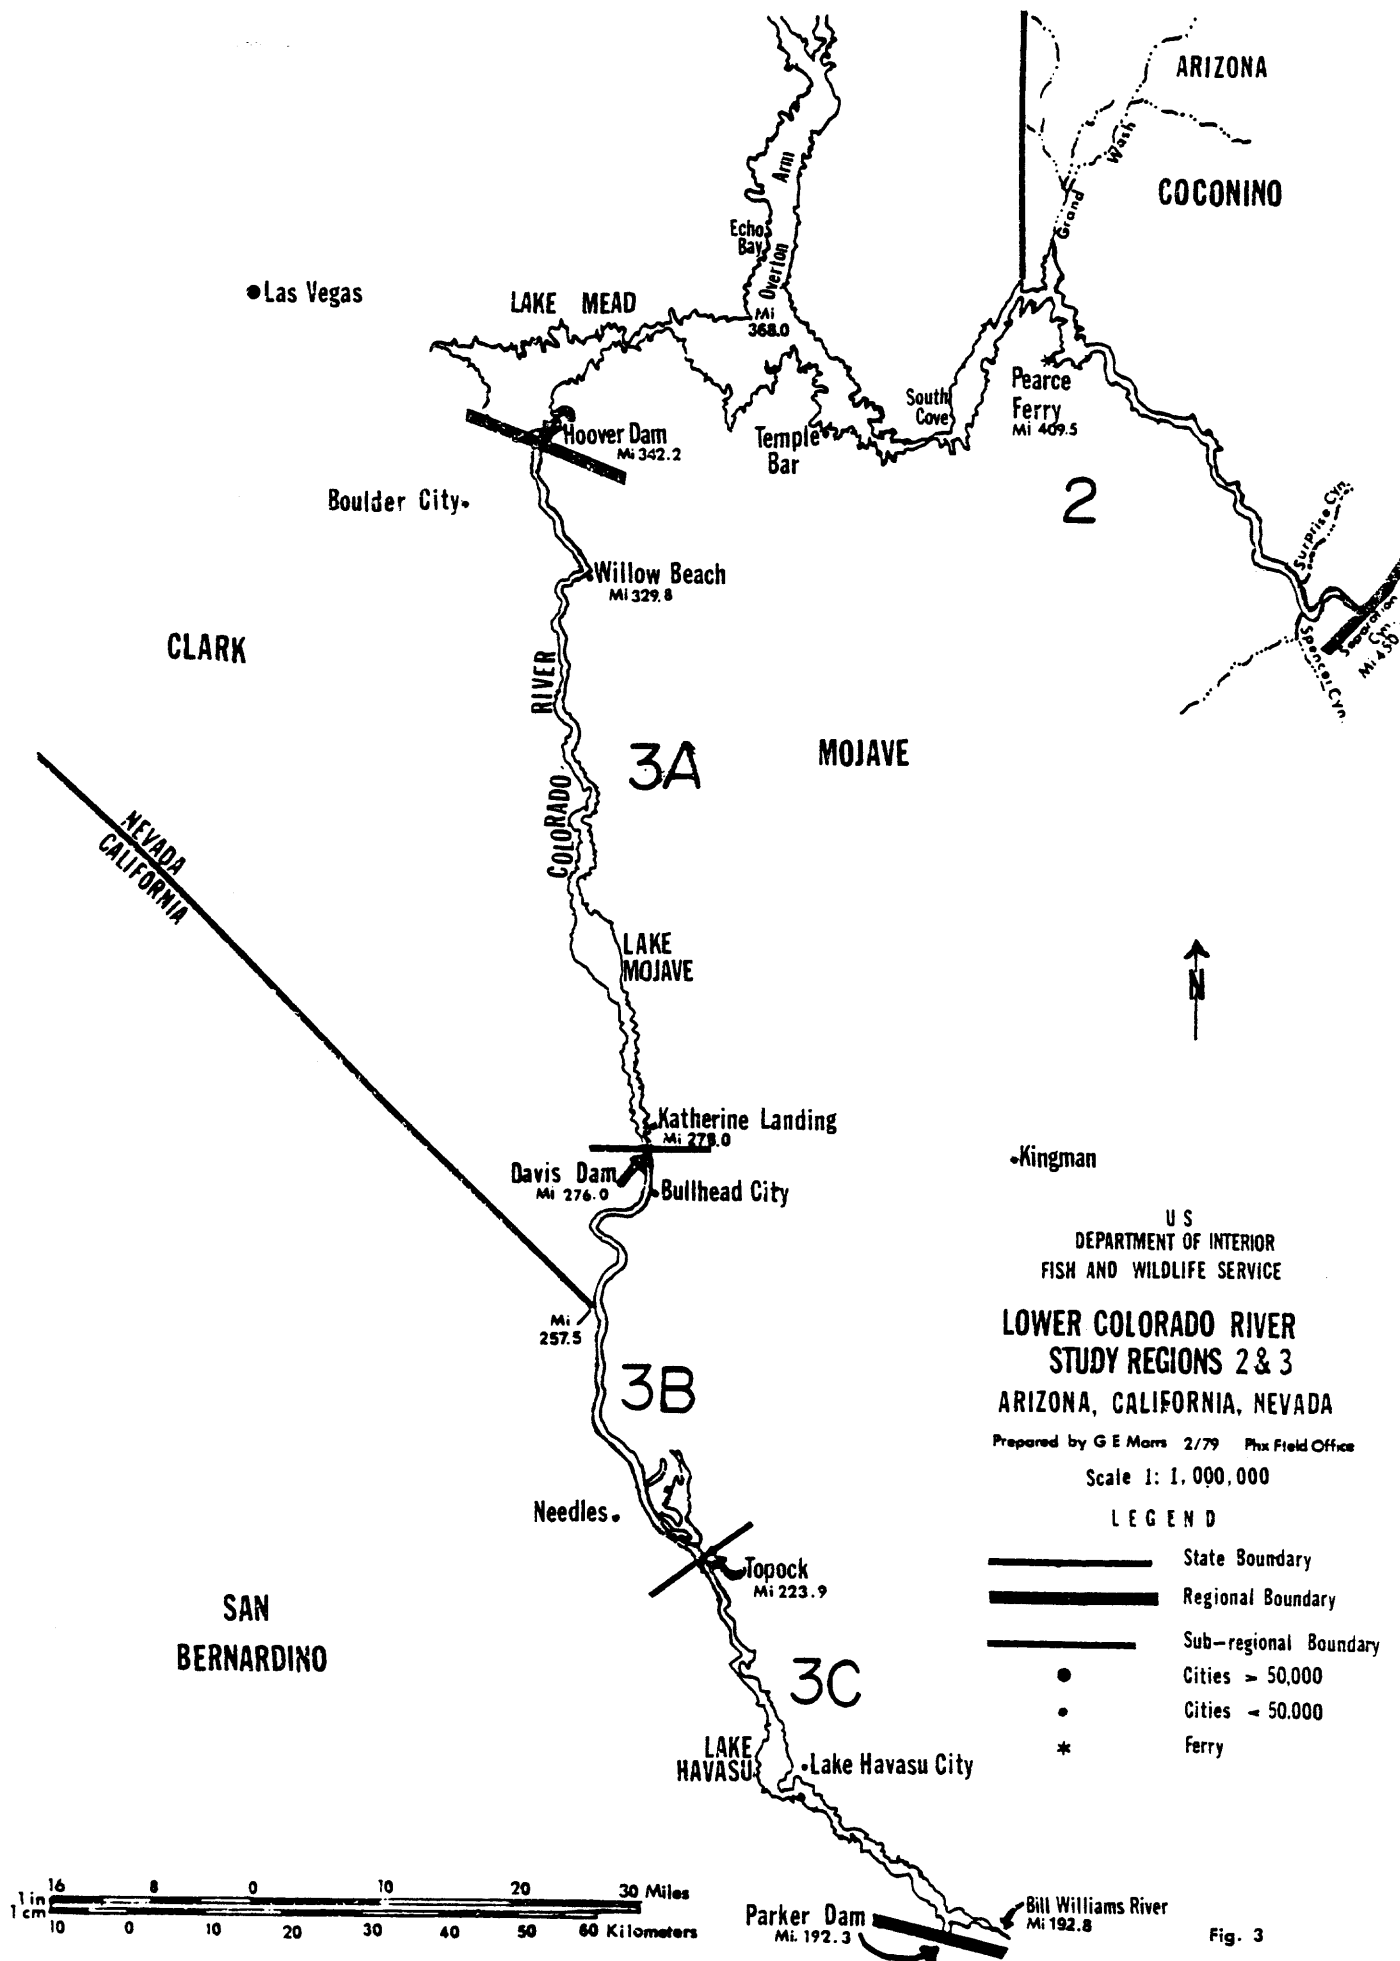 ARIZONA
Wash
COCONINO
Grand
Arm
Echo
Bay
Overton
Las Vegas
LAKE MEAD
Mi
368.0
Pearce
Ferry
Mi 409.5
South
Cove
Hoover Dam
Mi 342.2
Temple
Bar
Boulder City
2
Surprise Cyn.
Separation
Cyn.
Mi 450
Spencer Cyn.
Willow Beach
Mi 329.8
CLARK
RIVER
COLORADO
3A
MOJAVE
NEVADA
CALIFORNIA
LAKE
MOJAVE
N
Katherine Landing
Mi 278.0
Davis Dam
Mi 276.0
Bullhead City
Kingman
U S
DEPARTMENT OF INTERIOR
FISH AND WILDLIFE SERVICE
LOWER COLORADO RIVER
STUDY REGIONS 2 & 3
ARIZONA, CALIFORNIA, NEVADA
Prepared by G E Marrs 2/79 Phx Field Office
Scale 1: 1,000,000
Mi
257.5
3B
Needles
Topock
Mi 223.9
LEGEND
State Boundary
Regional Boundary
Sub-regional Boundary
Cities > 50,000
Cities < 50.000
Ferry
SAN
BERNARDINO
3C
LAKE
HAVASU
Lake Havasu City
16 8 0 10 20 30 Miles
1 in
1 cm
10 0 10 20 30 40 50 60 Kilometers
Parker Dam
Mi. 192.3
Bill Williams River
Mi 192.8
Fig. 3